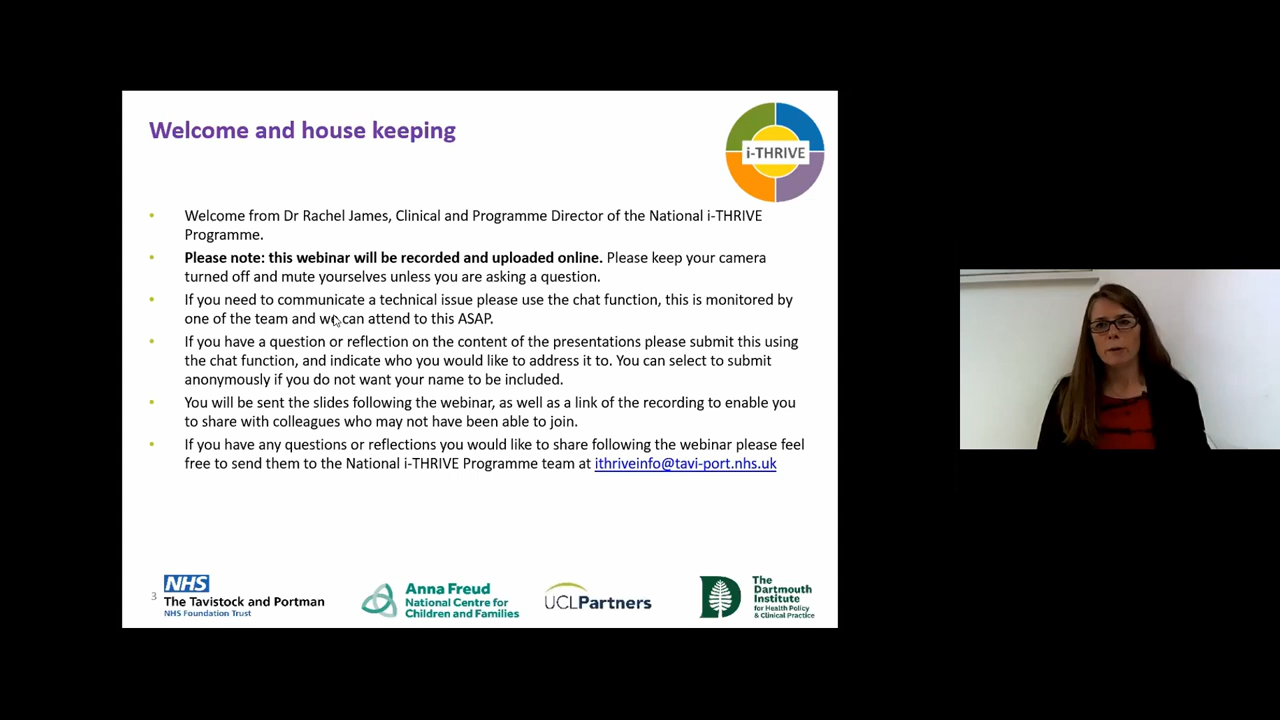 Welcome and house keeping
i-THRIVE
• Welcome from Dr Rachel James, Clinical and Programme Director of the National i-THRIVE
Programme.
• Please note: this webinar will be recorded and uploaded online. Please keep your camera
turned off and mute yourselves unless you are asking a question.
• If you need to communicate a technical issue please use the chat function, this is monitored by
one of the team and we can attend to this ASAP.
• If you have a question or reflection on the content of the presentations please submit this using
the chat function, and indicate who you would like to address it to. You can select to submit
anonymously if you do not want your name to be included.
• You will be sent the slides following the webinar, as well as a link of the recording to enable you
to share with colleagues who may not have been able to join.
• If you have any questions or reflections you would like to share following the webinar please feel
free to send them to the National i-THRIVE Programme team at ithriveinfo@tavi-port.nhs.uk
3
NHS
The Tavistock and Portman
NHS Foundation Trust
Anna Freud
National Centre for
Children and Families
UCLPartners
D
The
Dartmouth
Institute
for Health Policy
& Clinical Practice